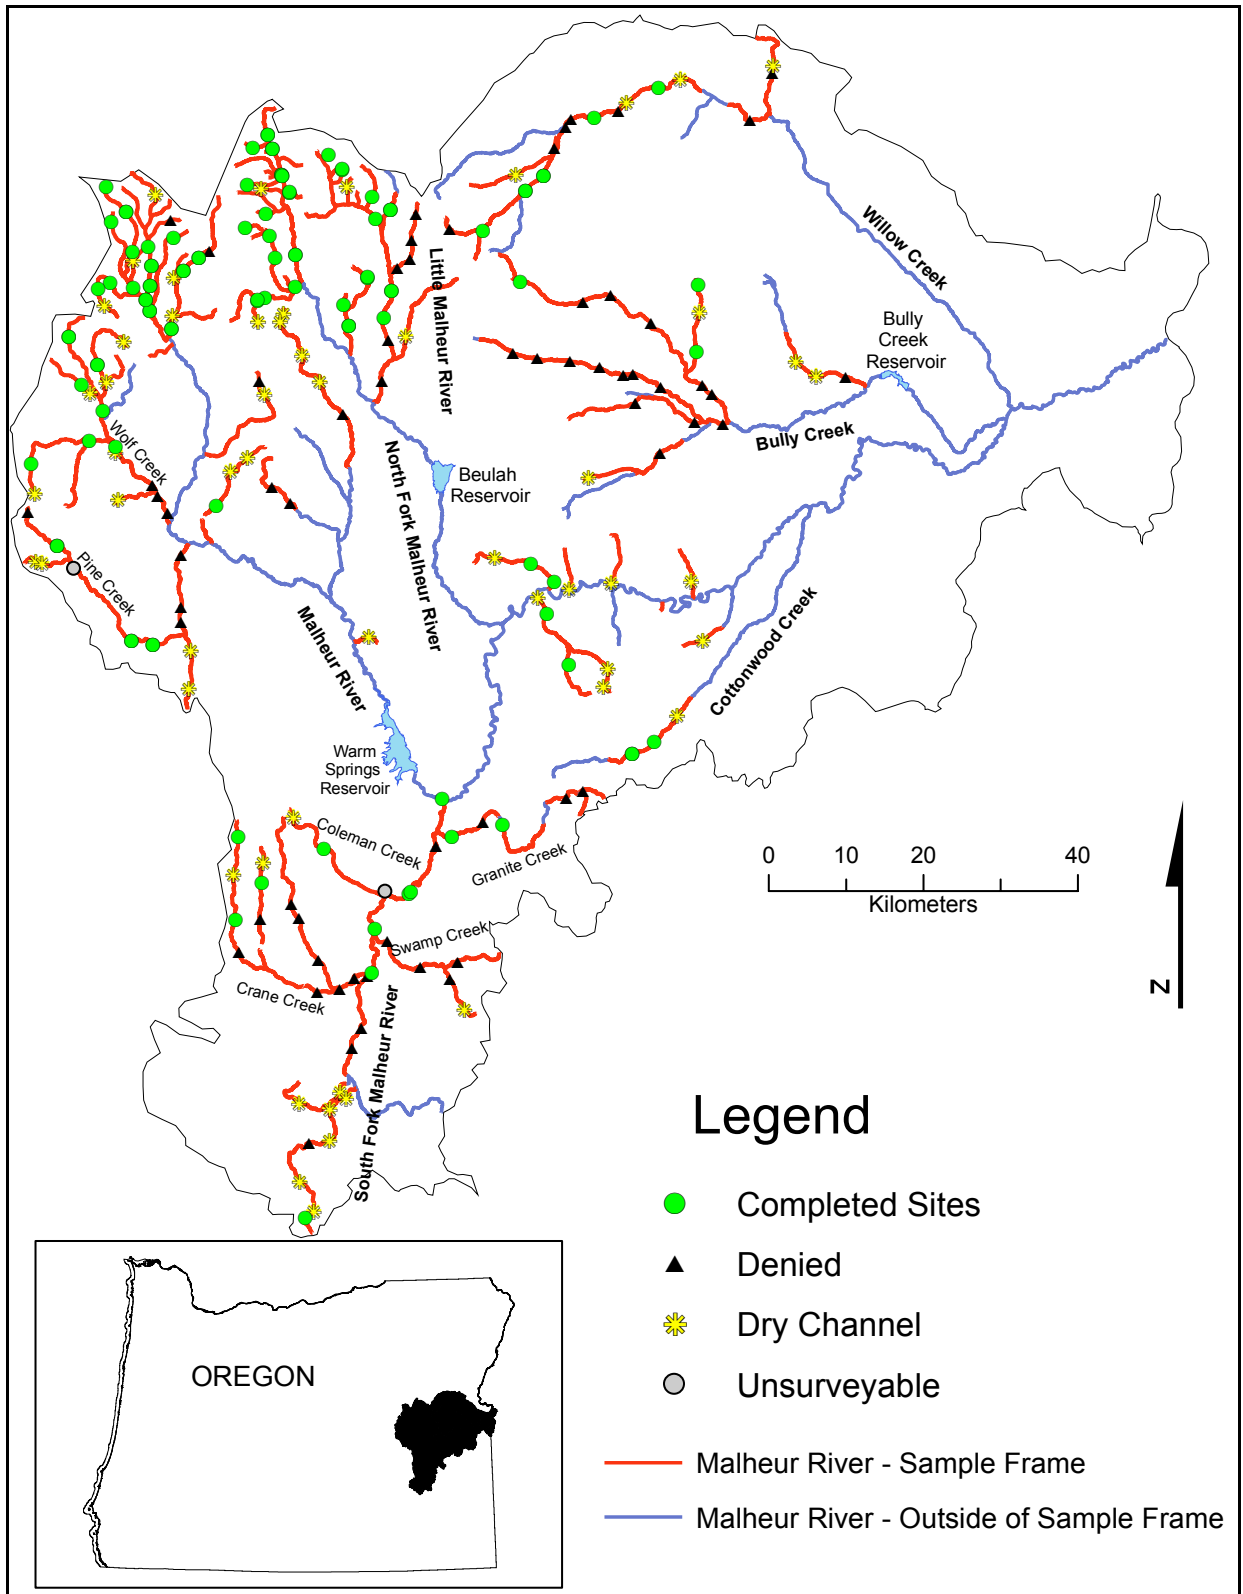 Willow Creek
Little Malheur River
Bully
Creek
Reservoir
Bully Creek
Wolf Creek
Beulah
Reservoir
North Fork Malheur River
Pine Creek
Malheur River
Cottonwood Creek
Warm
Springs
Reservoir
Coleman Creek
Granite Creek
0 10 20 40
Kilometers
Swamp Creek
Crane Creek
N
South Fork Malheur River
Legend
Completed Sites
Denied
Dry Channel
Unsurveyable
Malheur River - Sample Frame
Malheur River - Outside of Sample Frame
OREGON